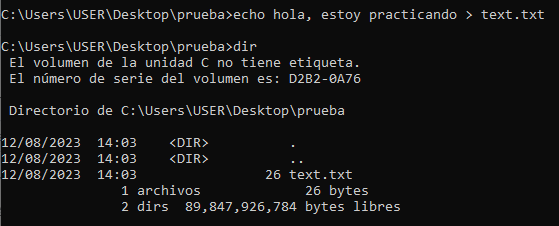 C:\Users\USER\Desktop\prueba>echo hola, estoy practicando > text.txt
C:\Users\USER\Desktop\prueba>dir
El volumen de la unidad C no tiene etiqueta.
El número de serie del volumen es: D2B2-0A76
Directorio de C:\Users\USER\Desktop\prueba
12/08/2023 14:03 <DIR> .
12/08/2023 14:03 <DIR> ..
12/08/2023 14:03 26 text.txt
1 archivos 26 bytes
2 dirs 89,847,926,784 bytes libres